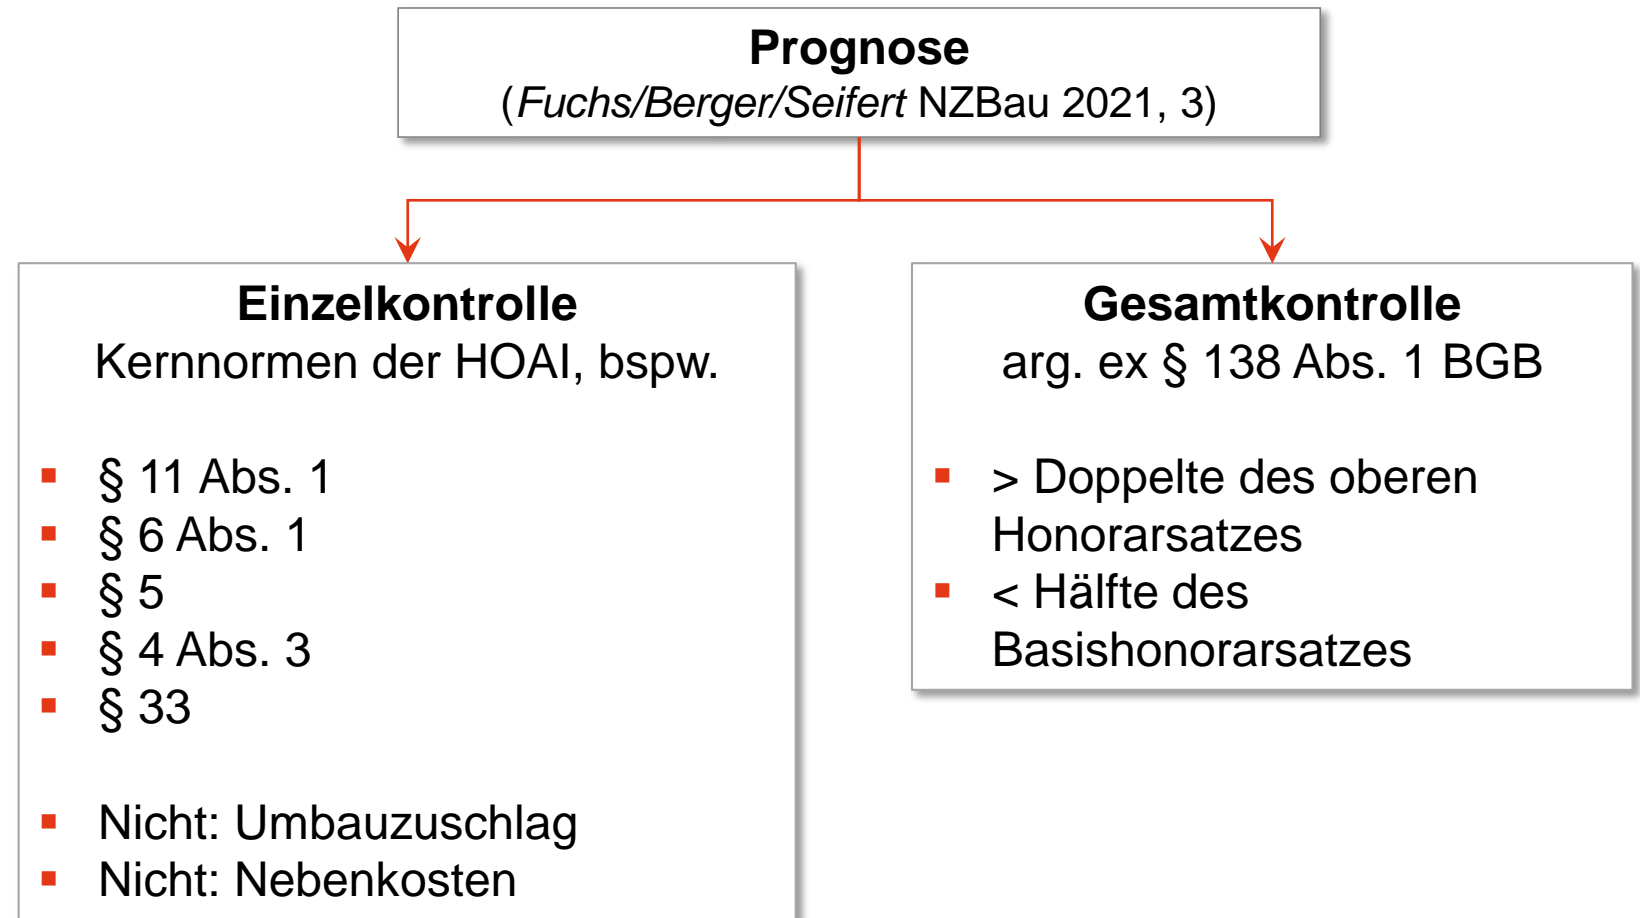 Prognose
(Fuchs/Berger/Seifert NZBau 2021, 3)
Einzelkontrolle
Kernnormen der HOAI, bspw.
§ 11 Abs. 1
§ 6 Abs. 1
§ 5
§ 4 Abs. 3
§ 33
Nicht: Umbauzuschlag
Nicht: Nebenkosten
Gesamtkontrolle
arg. ex § 138 Abs. 1 BGB
> Doppelte des oberen
Honorarsatzes
< Hälfte des
Basishonorarsatzes